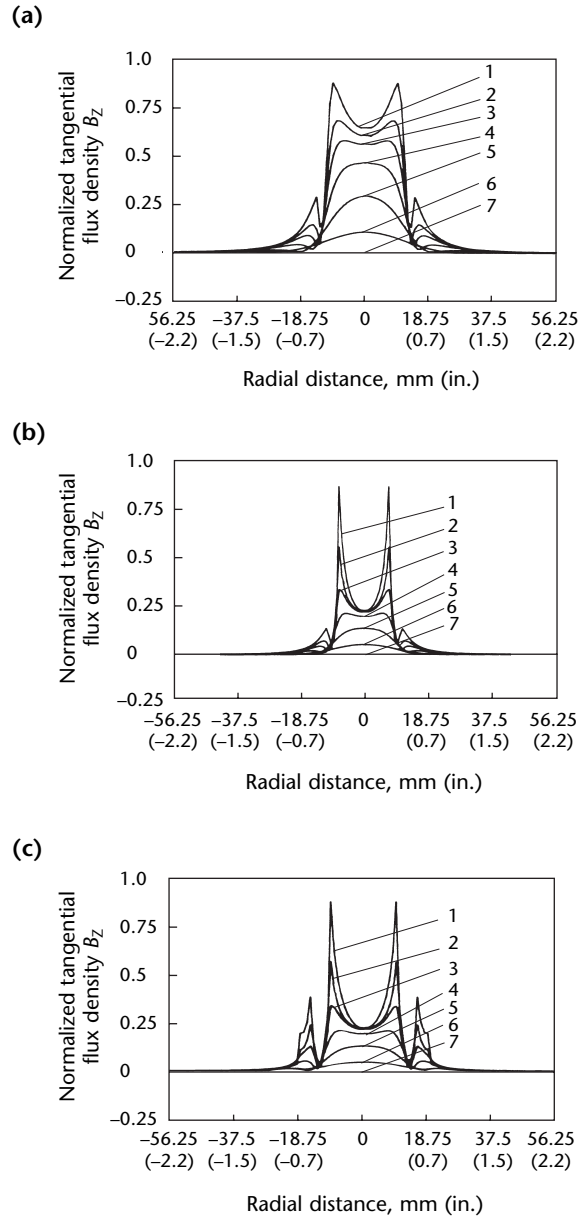 (a)
Normalized tangential
flux density B_Z
1.0
0.75
0.5
0.25
0
–0.25
1
2
3
4
5
6
7
56.25 –37.5 –18.75 0 18.75 37.5 56.25
(–2.2) (–1.5) (–0.7) (0.7) (1.5) (2.2)
Radial distance, mm (in.)
(b)
Normalized tangential
flux density B_Z
1.0
0.75
0.5
0.25
0
–0.25
1
2
3
4
5
6
7
–56.25 –37.5 –18.75 0 18.75 37.5 56.25
(–2.2) (–1.5) (–0.7) (0.7) (1.5) (2.2)
Radial distance, mm (in.)
(c)
Normalized tangential
flux density B_Z
1.0
0.75
0.5
0.25
0
–0.25
1
2
3
4
5
6
7
–56.25 –37.5 –18.75 0 18.75 37.5 56.25
(–2.2) (–1.5) (–0.7) (0.7) (1.5) (2.2)
Radial distance, mm (in.)